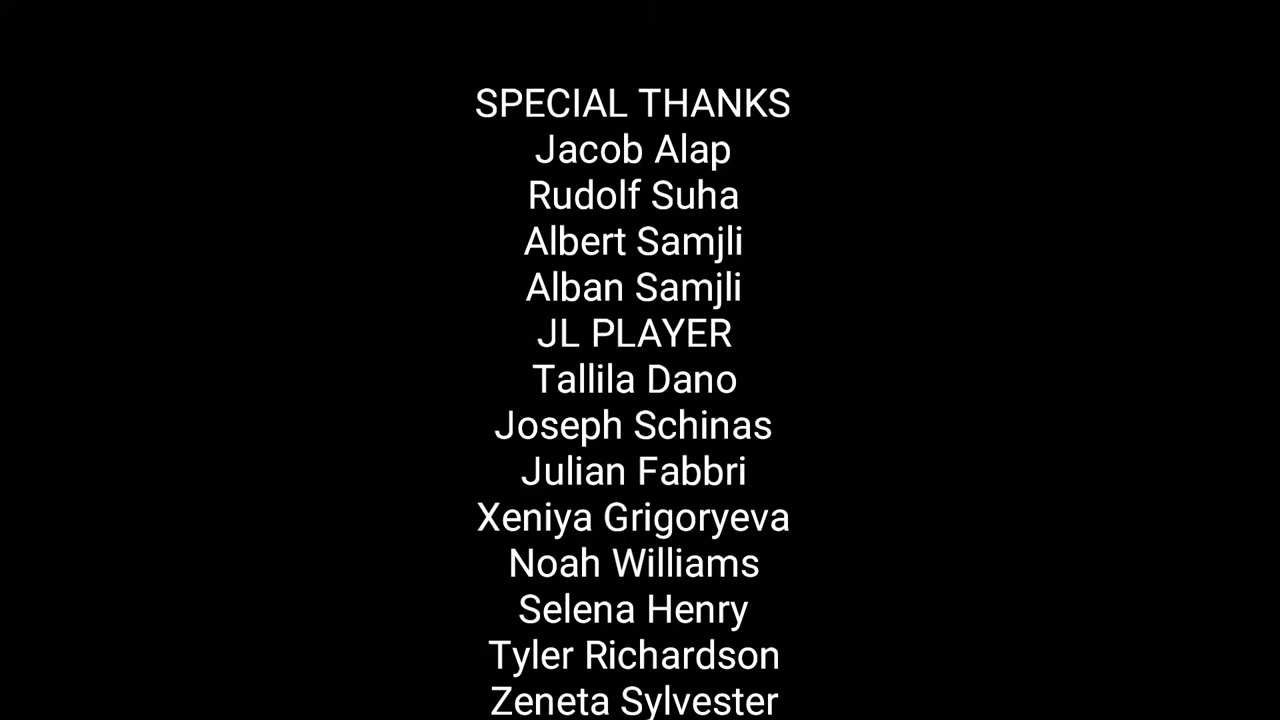 SPECIAL THANKS
Jacob Alap
Rudolf Suha
Albert Samjli
Alban Samjli
JL PLAYER
Tallila Dano
Joseph Schinas
Julian Fabbri
Xeniya Grigoryeva
Noah Williams
Selena Henry
Tyler Richardson
Zeneta Sylvester